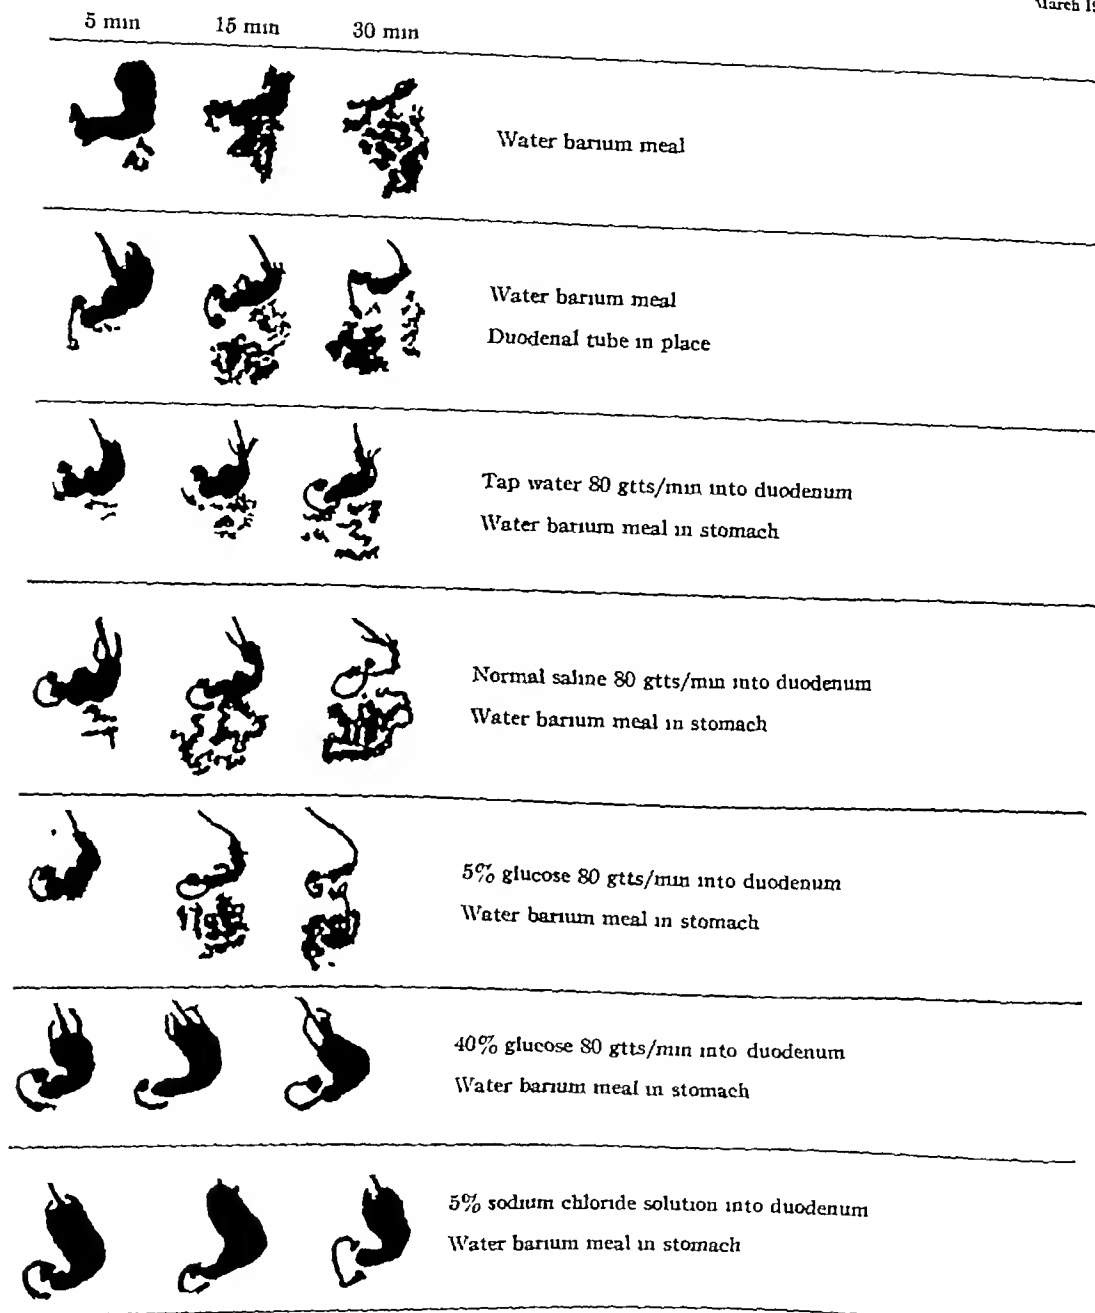 March
5 min 15 min 30 min
Water barium meal
Water barium meal
Duodenal tube in place
Tap water 80 gtts/min into duodenum
Water barium meal in stomach
Normal saline 80 gtts/min into duodenum
Water barium meal in stomach
5% glucose 80 gtts/min into duodenum
Water barium meal in stomach
40% glucose 80 gtts/min into duodenum
Water barium meal in stomach
5% sodium chloride solution into duodenum
Water barium meal in stomach